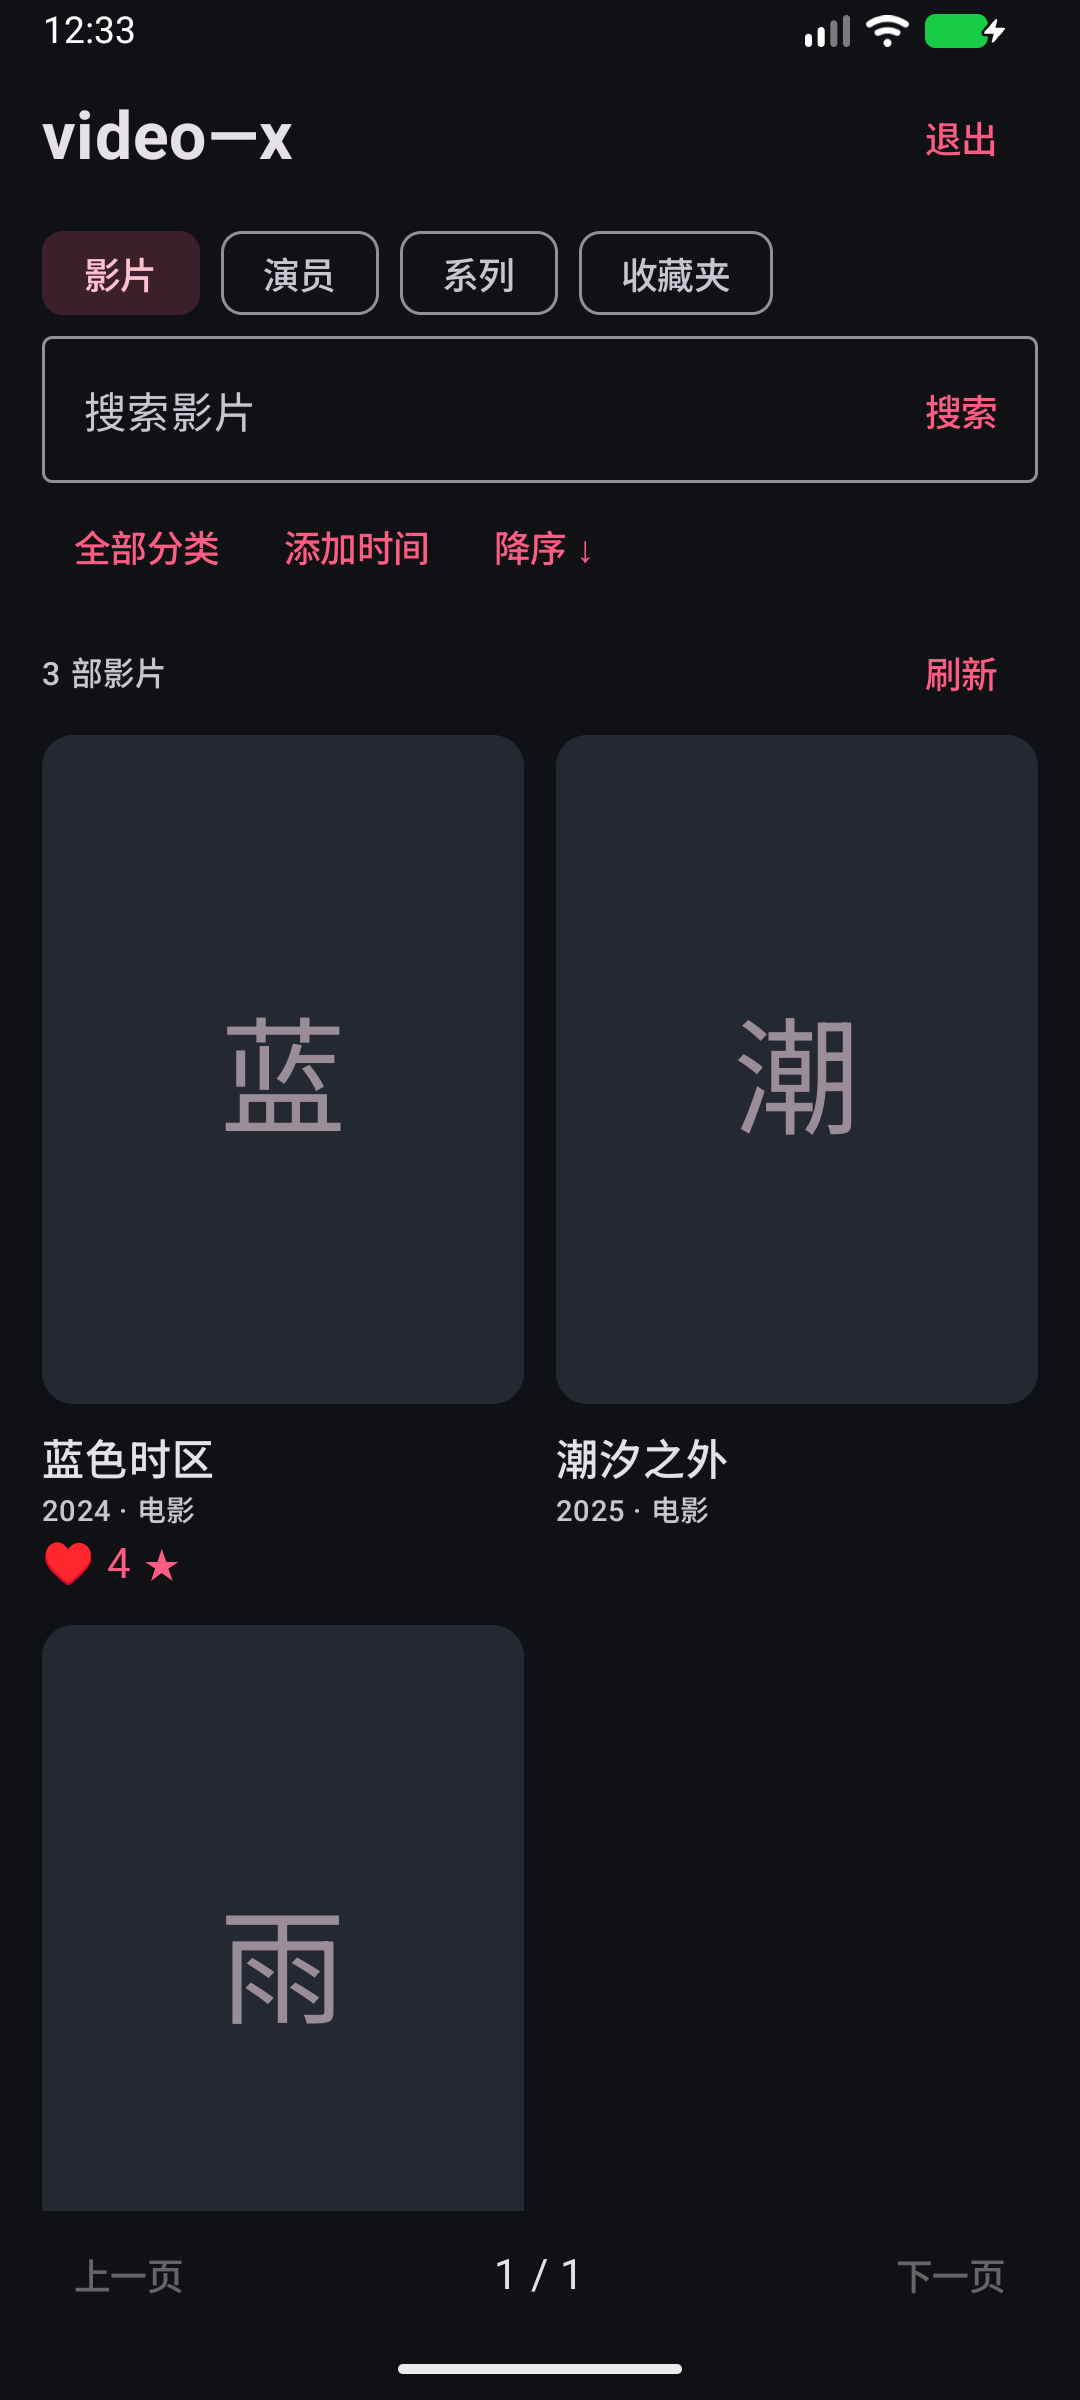 12:33
video—x
退出
影片 演员 系列 收藏夹
搜索影片 搜索
全部分类 添加时间 降序 ↓
3 部影片 刷新
蓝 潮
蓝色时区 潮汐之外
2024 · 电影 2025 · 电影
❤️ 4 ★
雨
上一页 1 / 1 下一页